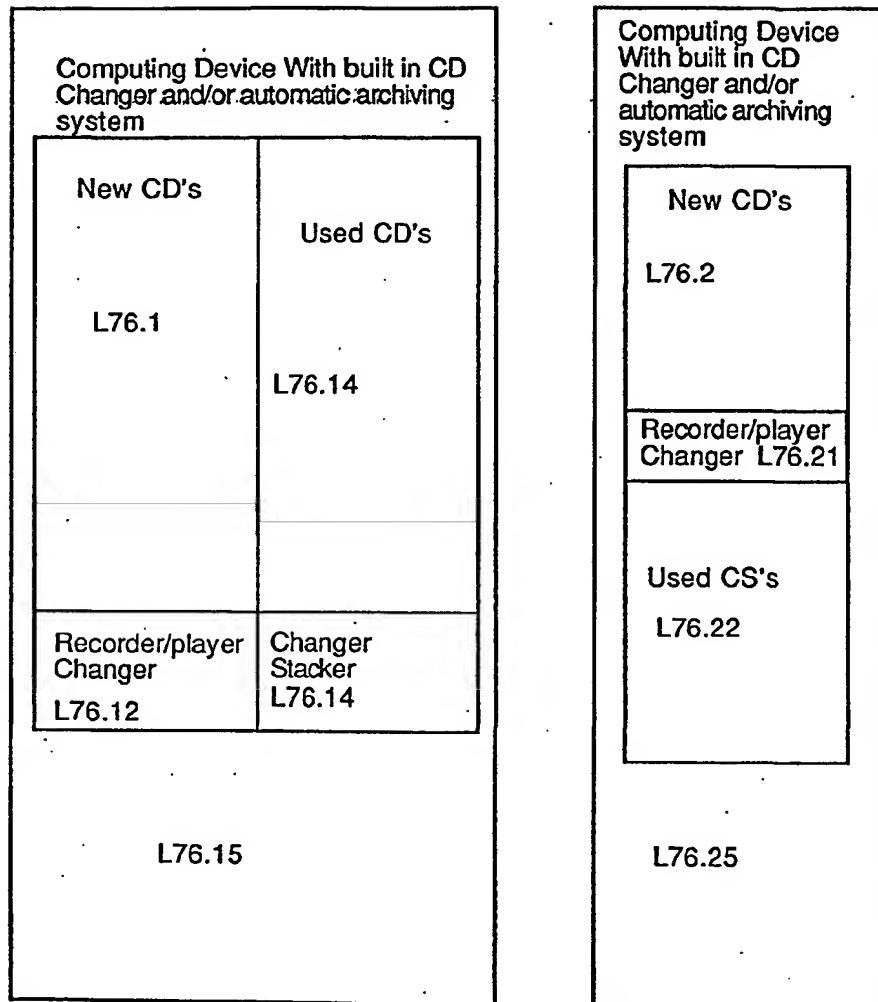 Computing Device With built in CD
Changer and/or automatic archiving
system
New CD's
L76.1
Used CD's
L76.14
Recorder/player
Changer
L76.12
Changer
Stacker
L76.14
L76.15
Computing Device
With built in CD
Changer and/or
automatic archiving
system
New CD's
L76.2
Recorder/player
Changer L76.21
Used CS's
L76.22
L76.25